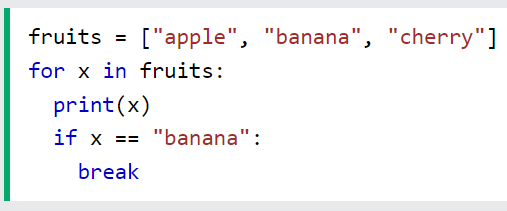 fruits = ["apple", "banana", "cherry"]
for x in fruits:
  print(x)
  if x == "banana":
    break